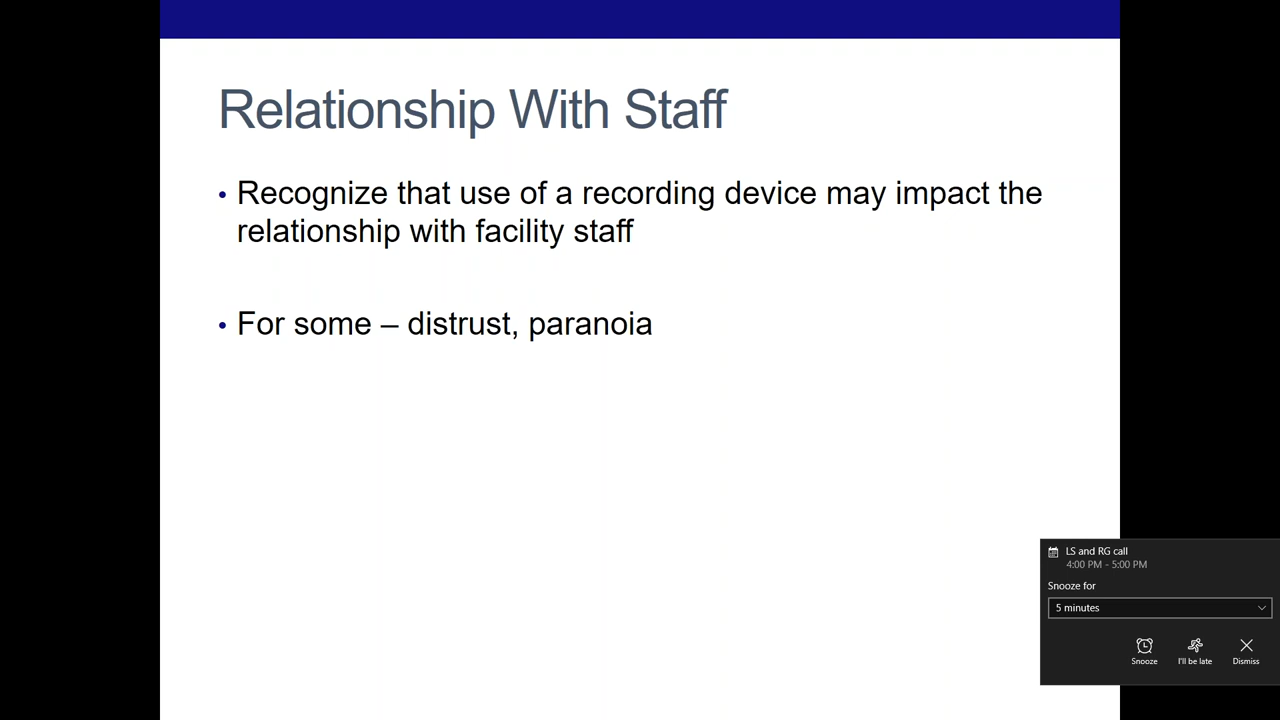 Relationship With Staff
• Recognize that use of a recording device may impact the
relationship with facility staff
• For some – distrust, paranoia
LS and RG call
4:00 PM - 5:00 PM
Snooze for
5 minutes
Snooze I'll be late Dismiss